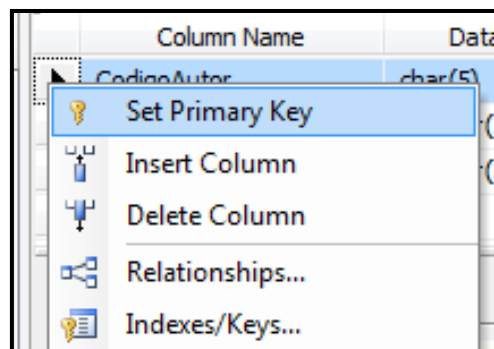 Column Name Data
CodigoAutor char(5)
Set Primary Key
Insert Column
Delete Column
Relationships...
Indexes/Keys...